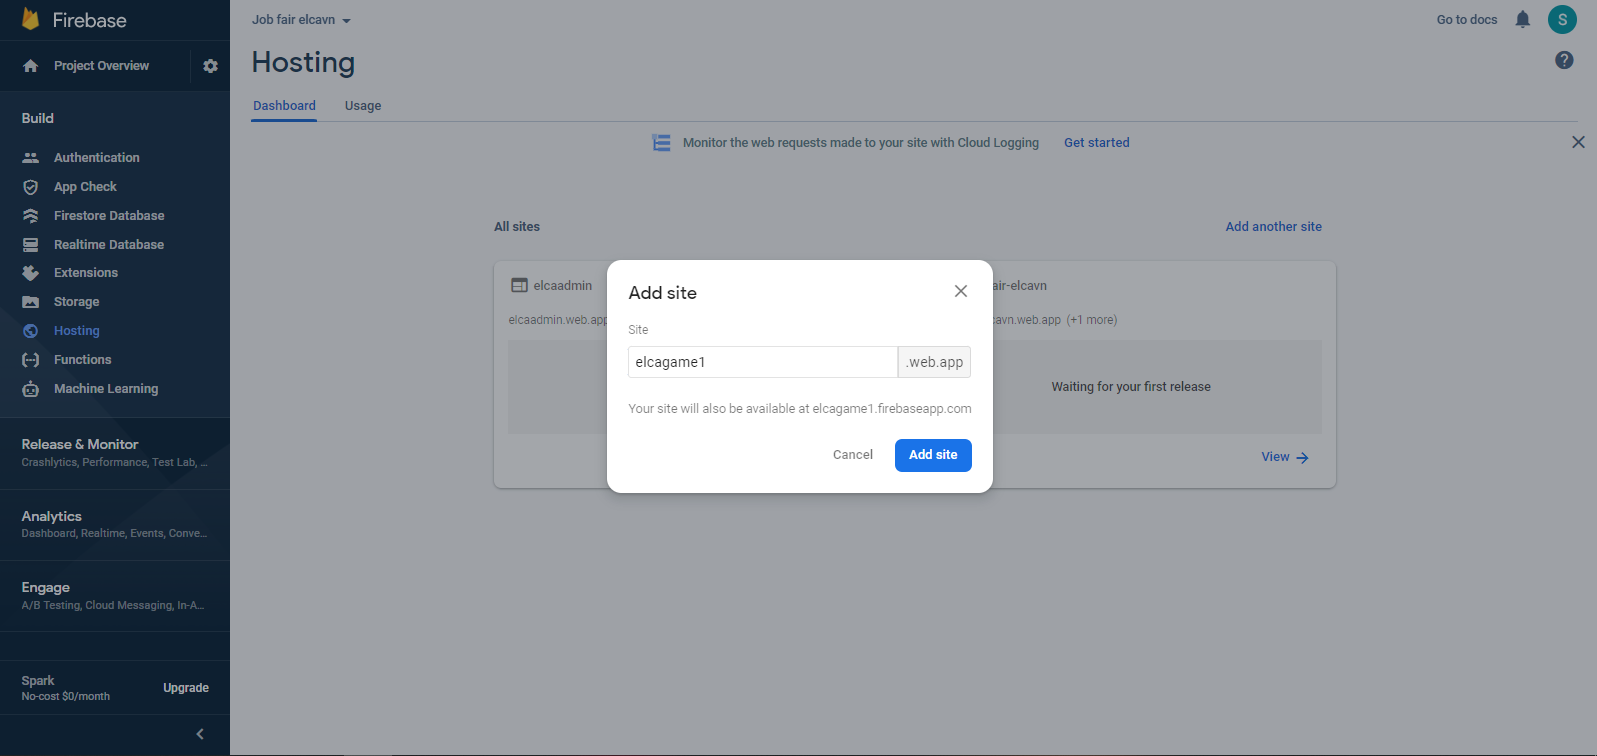 Firebase
Project Overview
Build
Authentication
App Check
Firestore Database
Realtime Database
Extensions
Storage
Hosting
Functions
Machine Learning
Release & Monitor
Crashlytics, Performance, Test Lab, ...
Analytics
Dashboard, Realtime, Events, Conve...
Engage
A/B Testing, Cloud Messaging, In-A...
Spark
No-cost $0/month
Upgrade
Job fair elcavn
Go to docs
S
Hosting
?
Dashboard Usage
Monitor the web requests made to your site with Cloud Logging Get started
All sites
Add another site
elcaadmin
elcaadmin.web.app
air-elcavn
avn.web.app (+1 more)
Waiting for your first release
View
Add site
Site
elcagame1 .web.app
Your site will also be available at elcagame1.firebaseapp.com
Cancel Add site